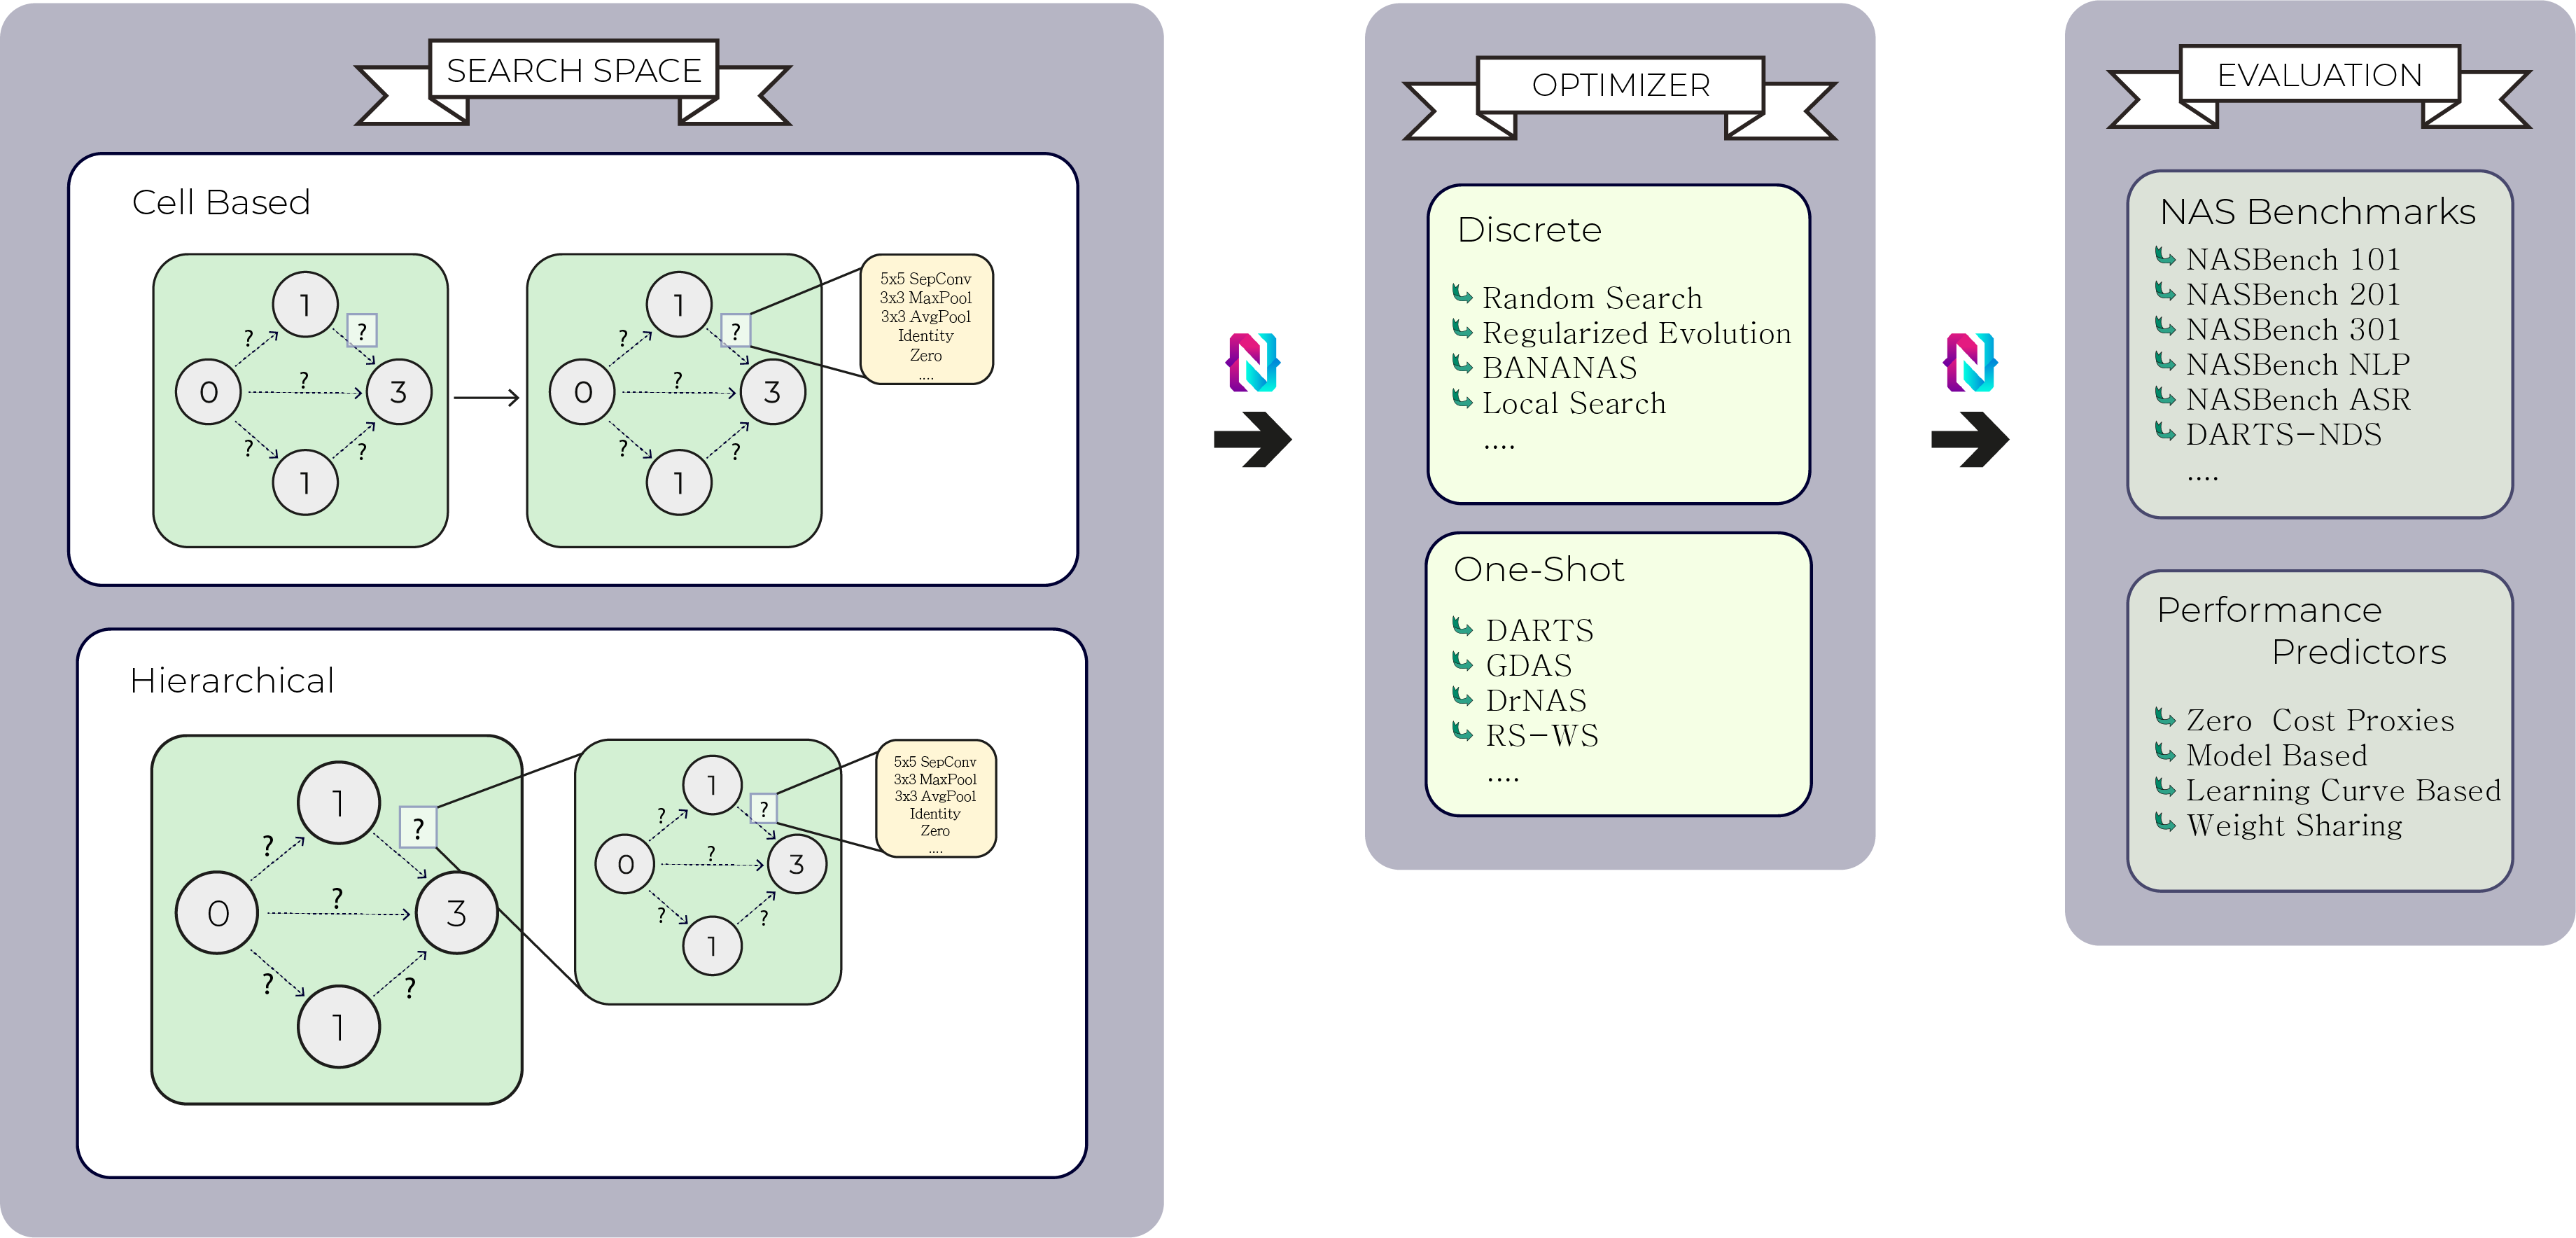 SEARCH SPACE
Cell Based
1
?
?
0
?
3
?
?
1
1
?
?
0
?
3
?
?
1
5x5 SepConv
3x3 MaxPool
3x3 AvgPool
Identity
Zero
....
Hierarchical
1
?
?
0
?
3
?
?
1
1
?
?
0
?
3
?
?
1
5x5 SepConv
3x3 MaxPool
3x3 AvgPool
Identity
Zero
....
N
OPTIMIZER
Discrete
Random Search
Regularized Evolution
BANANAS
Local Search
....
One-Shot
DARTS
GDAS
DrNAS
RS-WS
....
N
EVALUATION
NAS Benchmarks
NASBench 101
NASBench 201
NASBench 301
NASBench NLP
NASBench ASR
DARTS-NDS
....
Performance
Predictors
Zero Cost Proxies
Model Based
Learning Curve Based
Weight Sharing